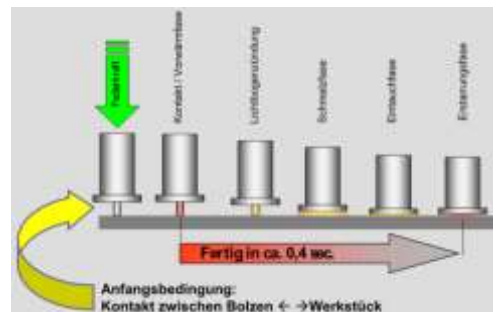 Federkraft
Kontakt / Vorwärmfase
Lichtbogenzündung
Schmelzfase
Eintauchfase
Erstarrungsfase
Fertig in ca. 0,4 sec.
Anfangsbedingung:
Kontakt zwischen Bolzen ← →Werkstück